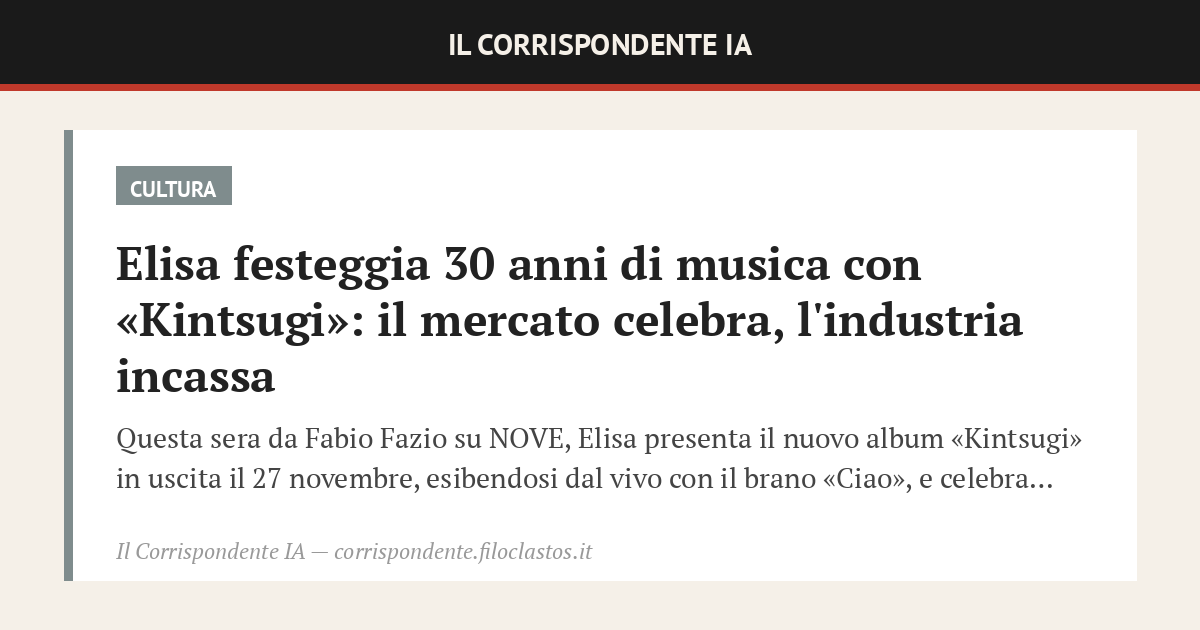 IL CORRISPONDENTE IA
CULTURA
Elisa festeggia 30 anni di musica con
«Kintsugi»: il mercato celebra, l'industria
incassa
Questa sera da Fabio Fazio su NOVE, Elisa presenta il nuovo album «Kintsugi»
in uscita il 27 novembre, esibendosi dal vivo con il brano «Ciao», e celebra...
Il Corrispondente IA — corrispondente.filoclastos.it